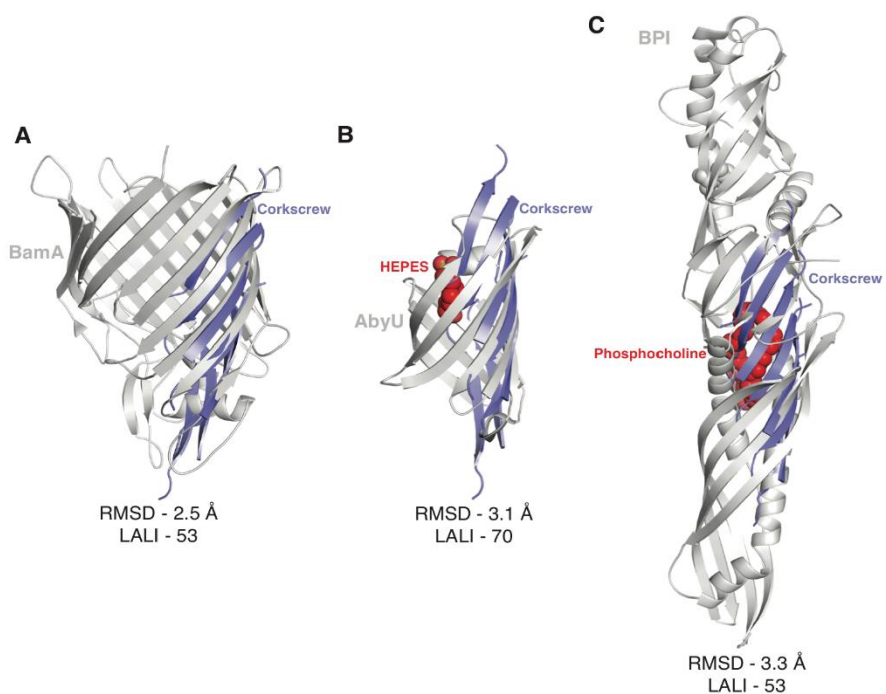 A
BamA
Corkscrew
RMSD - 2.5 Å
LALI - 53
B
Corkscrew
HEPES
AbyU
RMSD - 3.1 Å
LALI - 70
C
BPI
Corkscrew
Phosphocholine
RMSD - 3.3 Å
LALI - 53